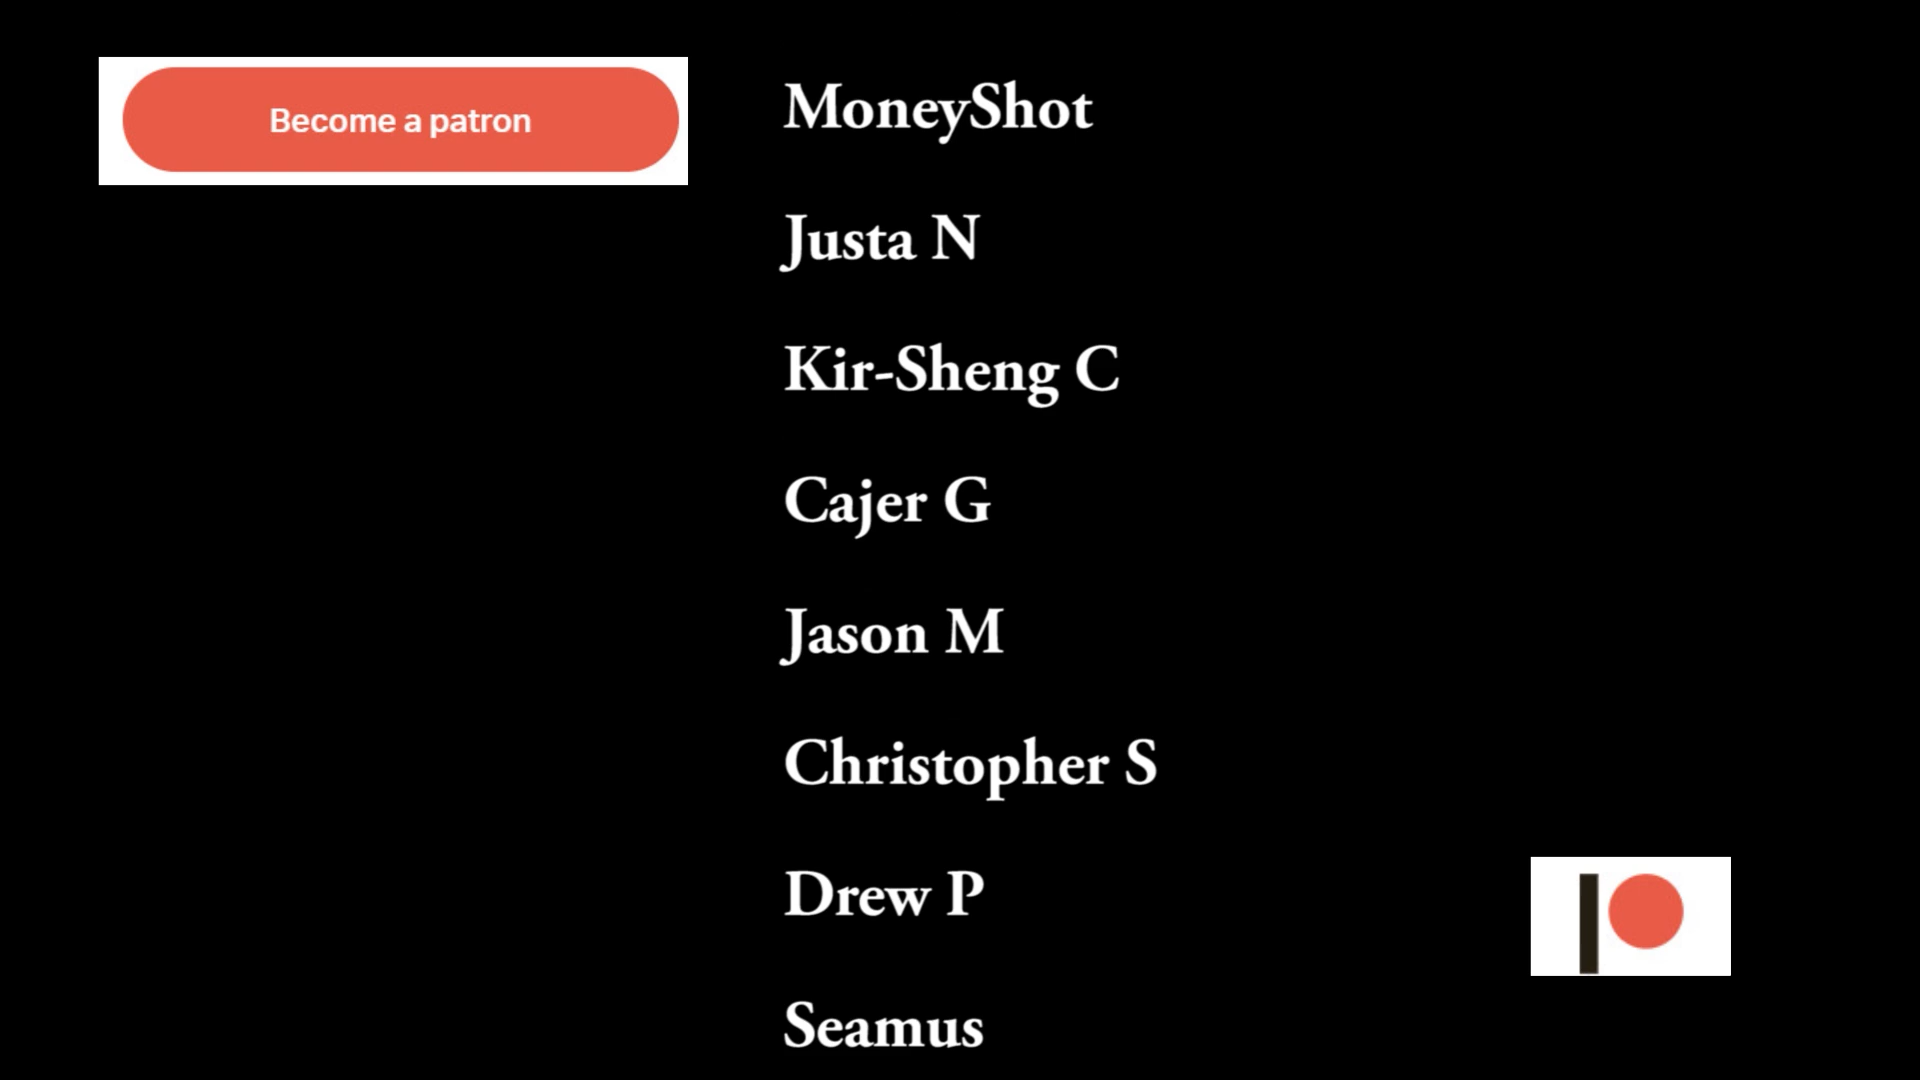 Become a patron
MoneyShot
Justa N
Kir-Sheng C
Cajer G
Jason M
Christopher S
Drew P
Seamus